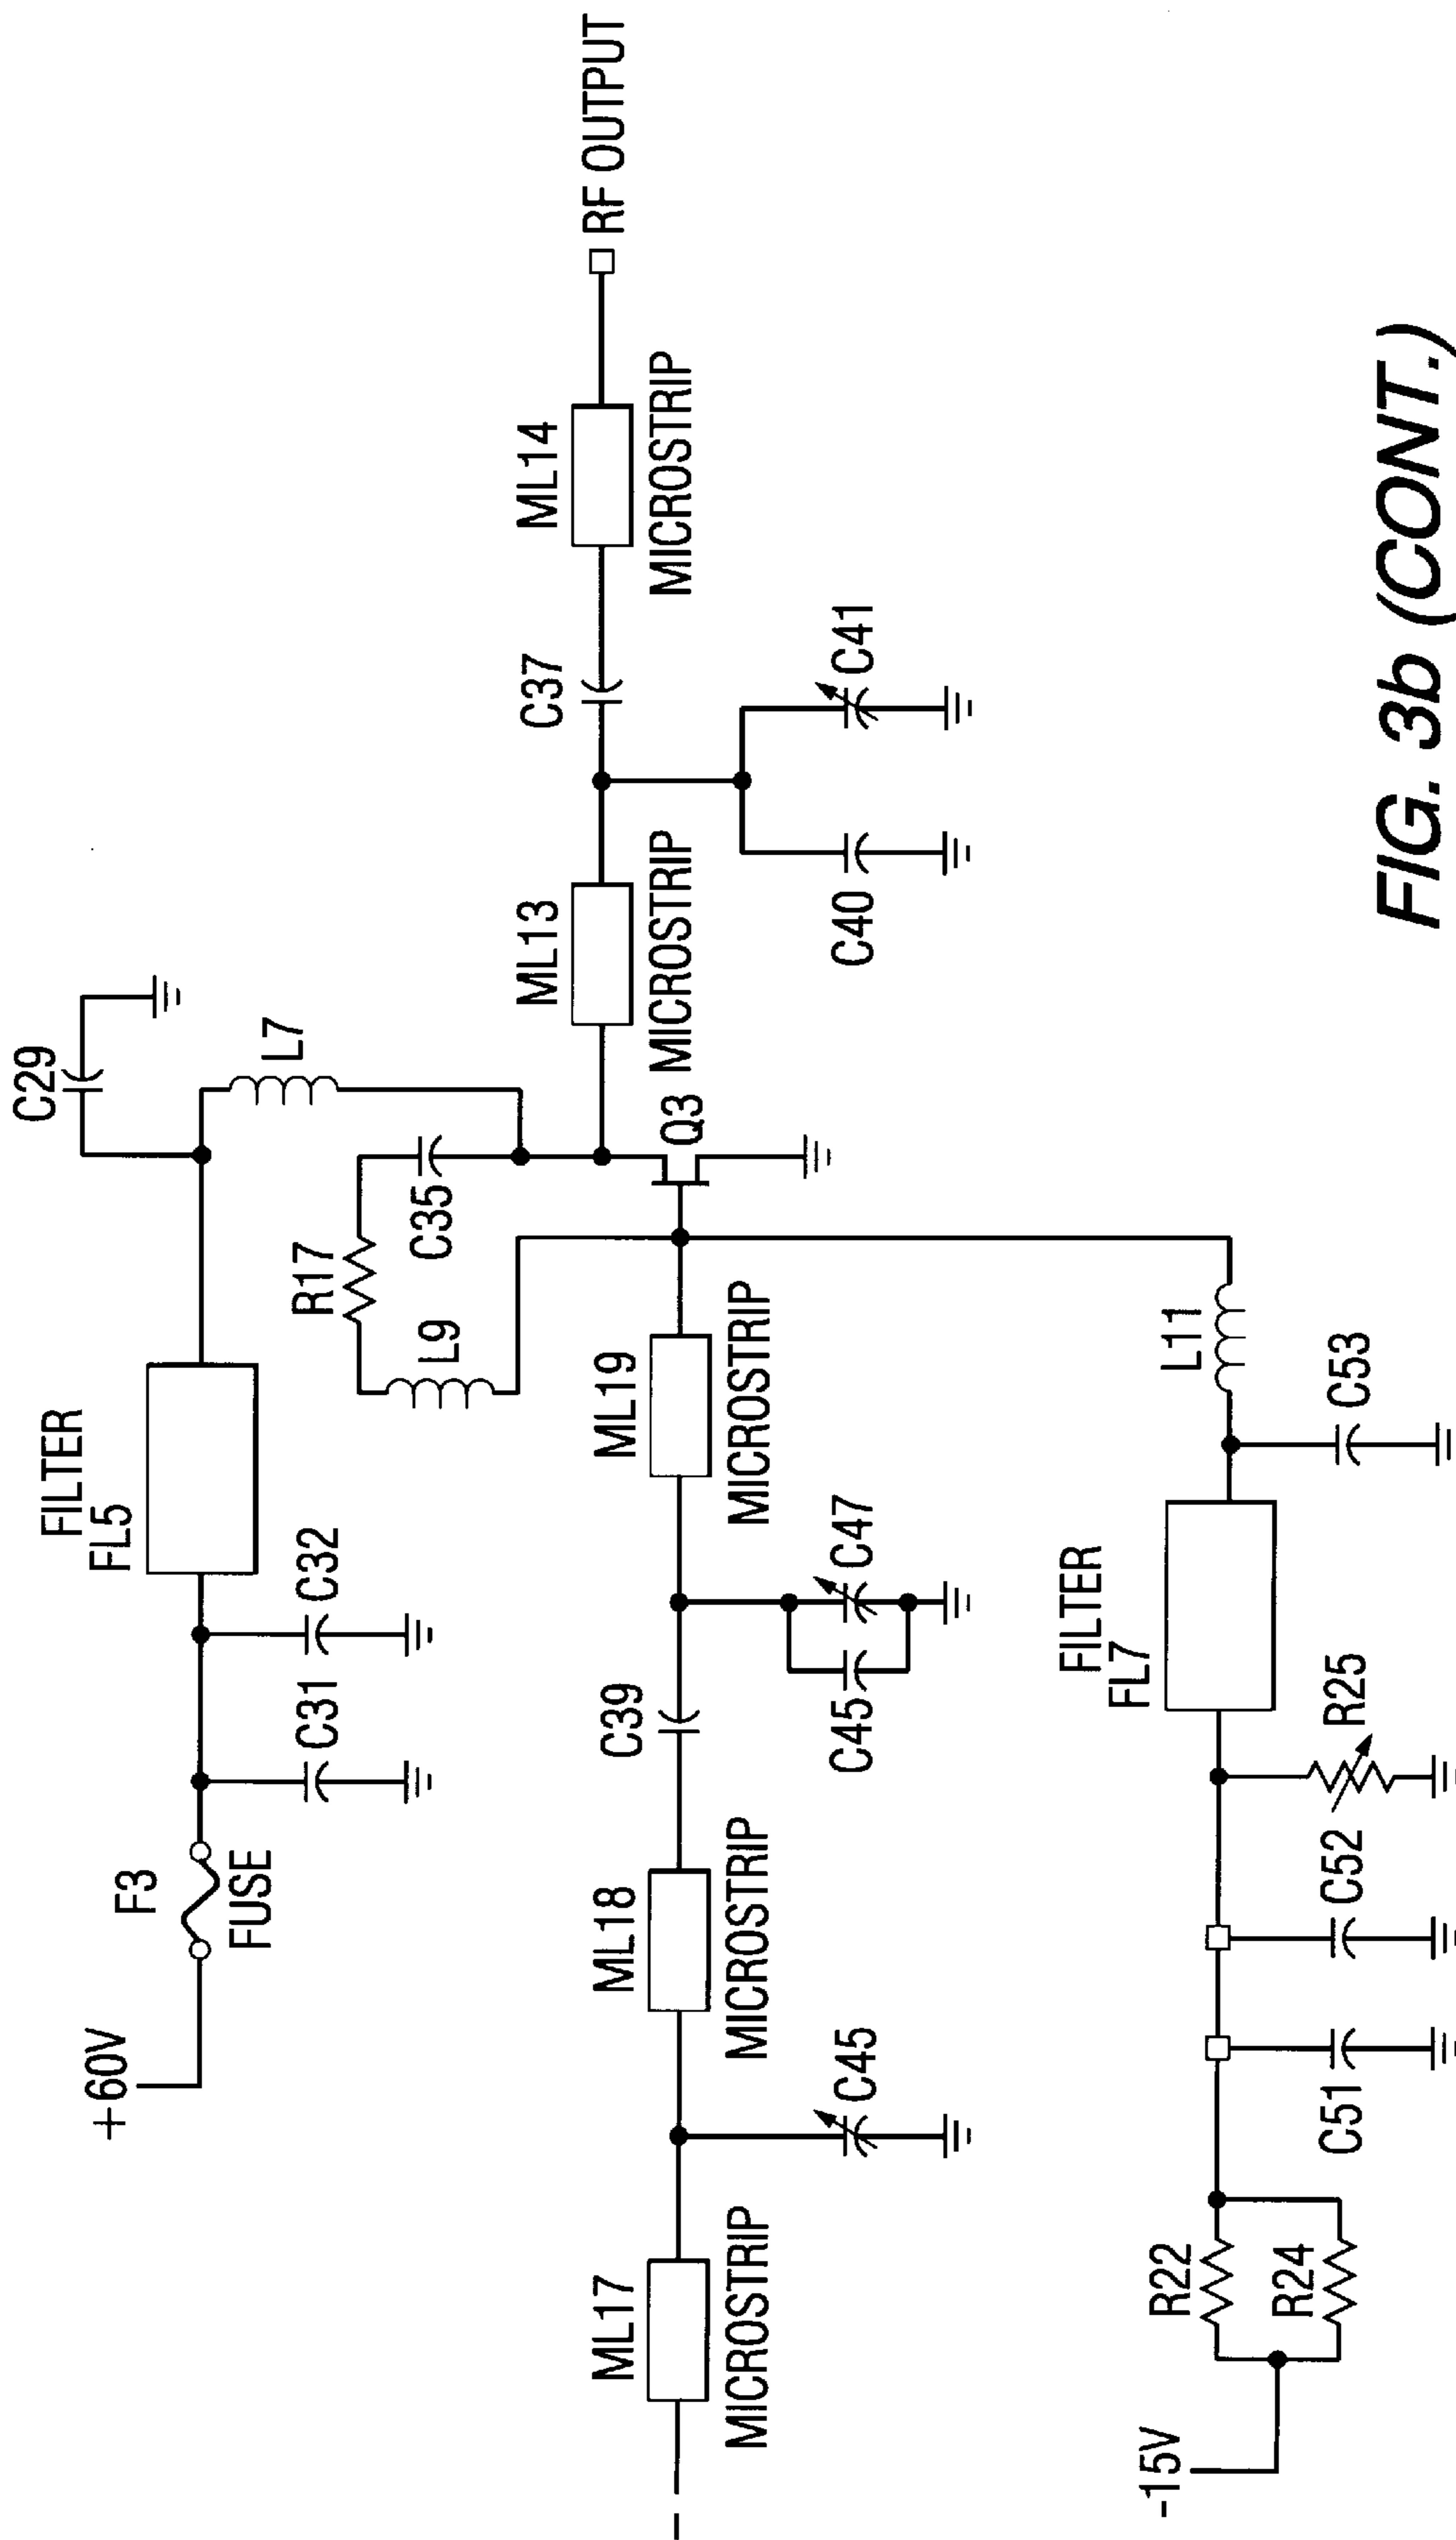 +60V
F3
FUSE
C31
C32
FILTER
FL5
C29
L7
R17
C35
L9
ML17
MICROSTRIP
C45
ML18
MICROSTRIP
C39
C45
C47
ML19
MICROSTRIP
Q3
ML13
MICROSTRIP
C40
C41
C37
ML14
MICROSTRIP
RF OUTPUT
-15V
R22
R24
C51
C52
R25
FILTER
FL7
C53
L11
FIG. 3b (CONT.)